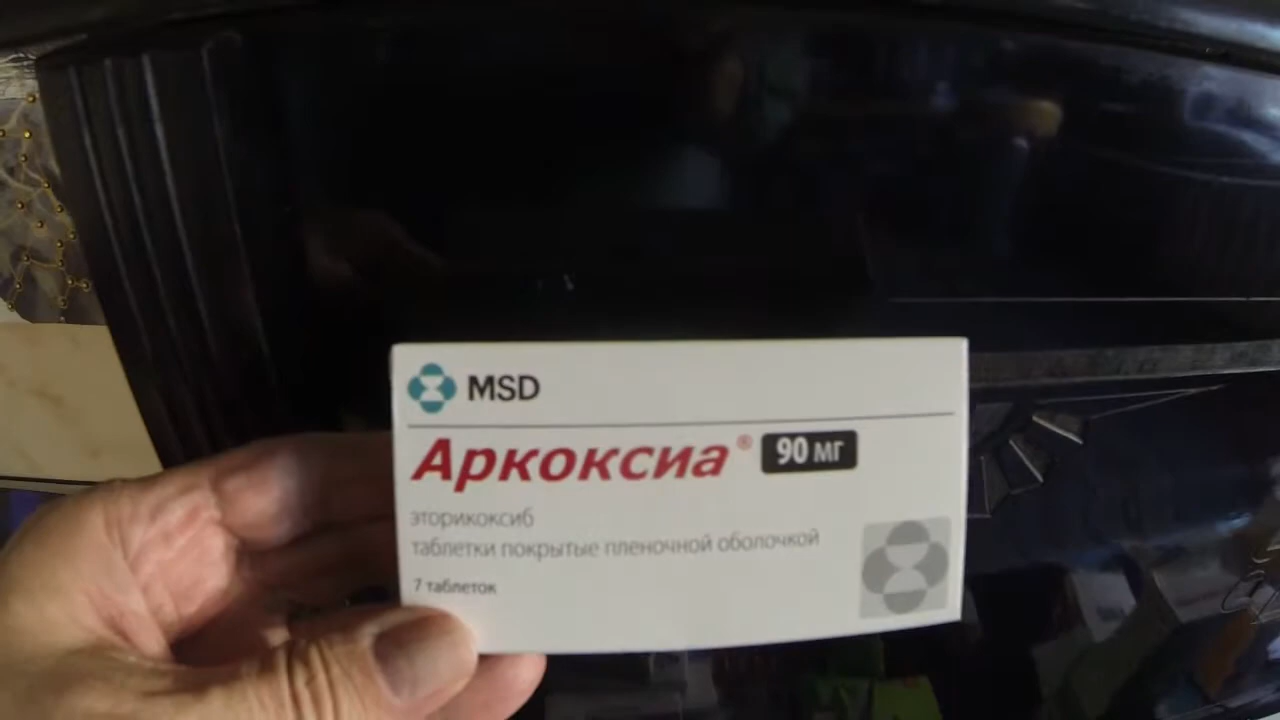 MSD
Аркоксиа® 90 мг
эторикоксиб
таблетки покрытые пленочной оболочкой
7 таблеток